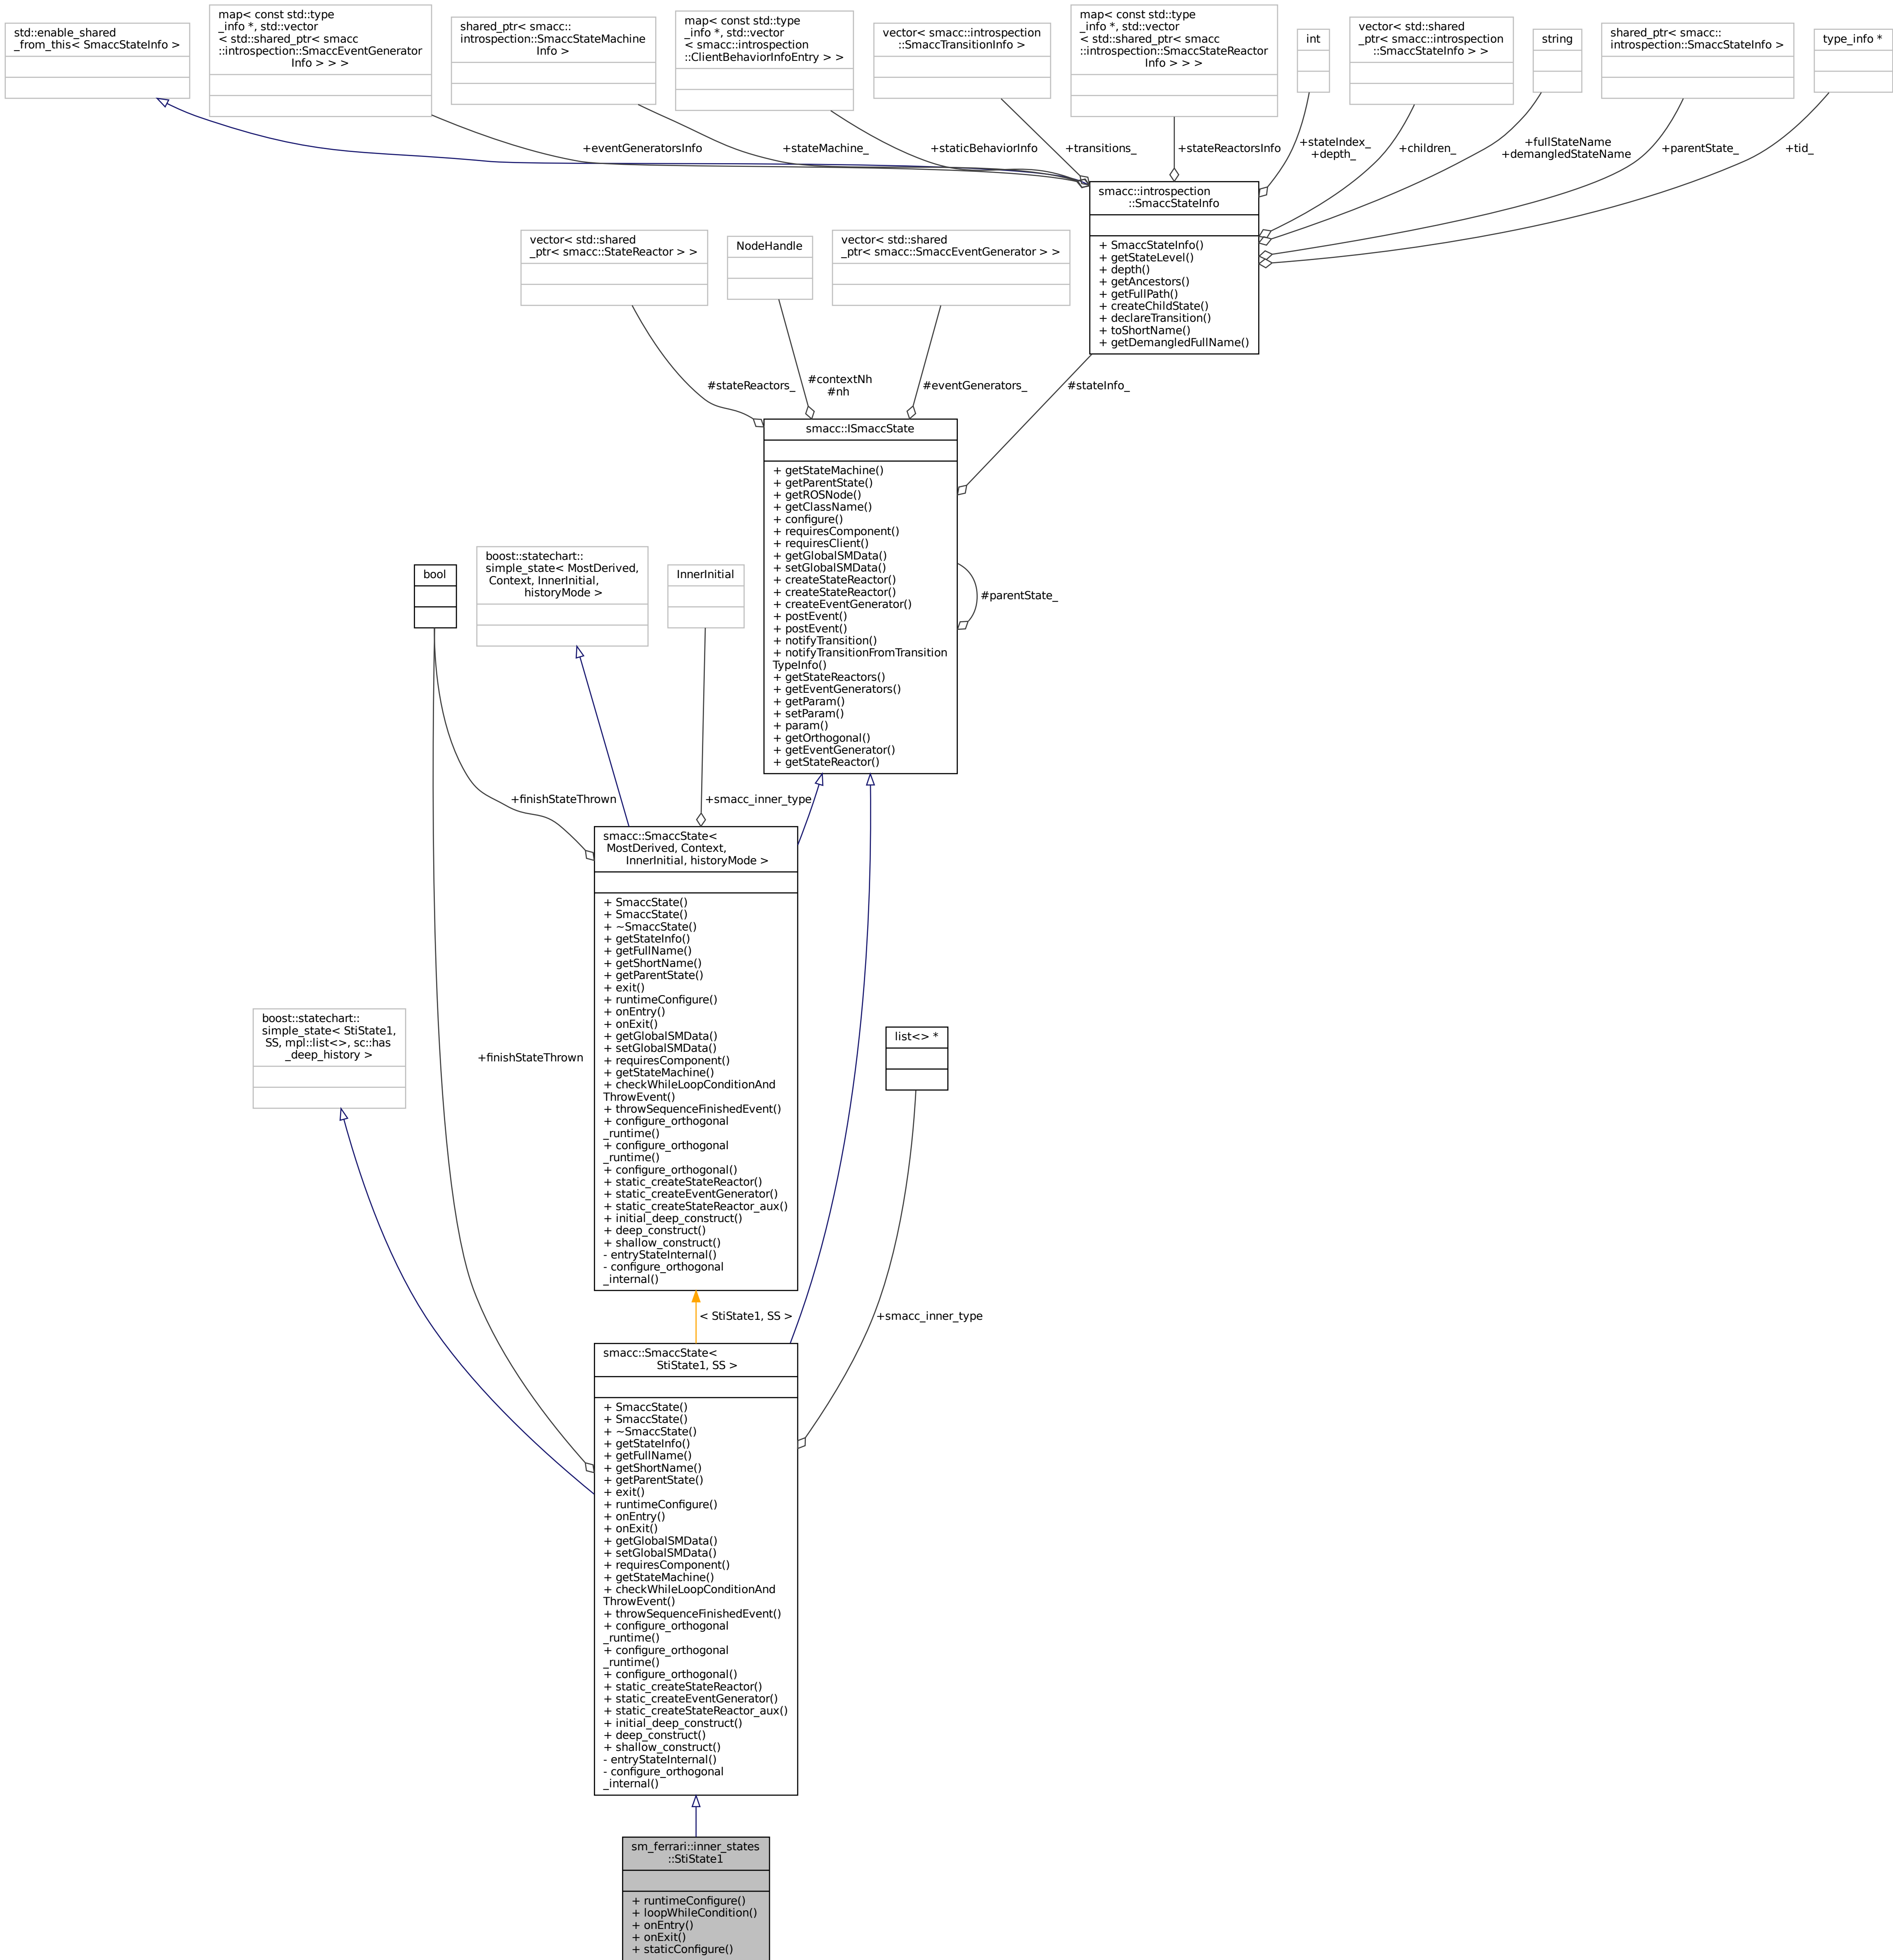 std::enable_shared
_from_this< SmaccStateInfo >
map< const std::type
_info *, std::vector
< std::shared_ptr< smacc
::introspection::SmaccEventGenerator
Info > > >
shared_ptr< smacc::
introspection::SmaccStateMachine
Info >
map< const std::type
_info *, std::vector
< smacc::introspection
::ClientBehaviorInfoEntry > >
vector< smacc::introspection
::SmaccTransitionInfo >
map< const std::type
_info *, std::vector
< std::shared_ptr< smacc
::introspection::SmaccStateReactor
Info > > >
int
vector< std::shared
_ptr< smacc::introspection
::SmaccStateInfo > >
string
shared_ptr< smacc::
introspection::SmaccStateInfo >
type_info *
+eventGeneratorsInfo
+stateMachine_
+staticBehaviorInfo
+transitions_
+stateReactorsInfo
+stateIndex_
+depth_
+children_
+fullStateName
+demangledStateName
+parentState_
+tid_
smacc::introspection
::SmaccStateInfo
+ SmaccStateInfo()
+ getStateLevel()
+ depth()
+ getAncestors()
+ getFullPath()
+ createChildState()
+ declareTransition()
+ toShortName()
+ getDemangledFullName()
vector< std::shared
_ptr< smacc::StateReactor > >
NodeHandle
vector< std::shared
_ptr< smacc::SmaccEventGenerator > >
#stateReactors_
#contextNh
#nh
#eventGenerators_
#stateInfo_
smacc::ISmaccState
+ getStateMachine()
+ getParentState()
+ getROSNode()
+ getClassName()
+ configure()
+ requiresComponent()
+ requiresClient()
+ getGlobalSMData()
+ setGlobalSMData()
+ createStateReactor()
+ createStateReactor()
+ createEventGenerator()
+ postEvent()
+ postEvent()
+ notifyTransition()
+ notifyTransitionFromTransition
TypeInfo()
+ getStateReactors()
+ getEventGenerators()
+ getParam()
+ setParam()
+ param()
+ getOrthogonal()
+ getEventGenerator()
+ getStateReactor()
#parentState_
bool
boost::statechart::
simple_state< MostDerived,
Context, InnerInitial,
historyMode >
InnerInitial
+finishStateThrown
+smacc_inner_type
smacc::SmaccState<
MostDerived, Context,
InnerInitial, historyMode >
+ SmaccState()
+ SmaccState()
+ ~SmaccState()
+ getStateInfo()
+ getFullName()
+ getShortName()
+ getParentState()
+ exit()
+ runtimeConfigure()
+ onEntry()
+ onExit()
+ getGlobalSMData()
+ setGlobalSMData()
+ requiresComponent()
+ getStateMachine()
+ checkWhileLoopConditionAnd
ThrowEvent()
+ throwSequenceFinishedEvent()
+ configure_orthogonal
_runtime()
+ configure_orthogonal
_runtime()
+ configure_orthogonal()
+ static_createStateReactor()
+ static_createEventGenerator()
+ static_createStateReactor_aux()
+ initial_deep_construct()
+ deep_construct()
+ shallow_construct()
- entryStateInternal()
- configure_orthogonal
_internal()
boost::statechart::
simple_state< StiState1,
SS, mpl::list<>, sc::has
_deep_history >
+finishStateThrown
list<> *
< StiState1, SS >
+smacc_inner_type
smacc::SmaccState<
StiState1, SS >
+ SmaccState()
+ SmaccState()
+ ~SmaccState()
+ getStateInfo()
+ getFullName()
+ getShortName()
+ getParentState()
+ exit()
+ runtimeConfigure()
+ onEntry()
+ onExit()
+ getGlobalSMData()
+ setGlobalSMData()
+ requiresComponent()
+ getStateMachine()
+ checkWhileLoopConditionAnd
ThrowEvent()
+ throwSequenceFinishedEvent()
+ configure_orthogonal
_runtime()
+ configure_orthogonal
_runtime()
+ configure_orthogonal()
+ static_createStateReactor()
+ static_createEventGenerator()
+ static_createStateReactor_aux()
+ initial_deep_construct()
+ deep_construct()
+ shallow_construct()
- entryStateInternal()
- configure_orthogonal
_internal()
sm_ferrari::inner_states
::StiState1
+ runtimeConfigure()
+ loopWhileCondition()
+ onEntry()
+ onExit()
+ staticConfigure()